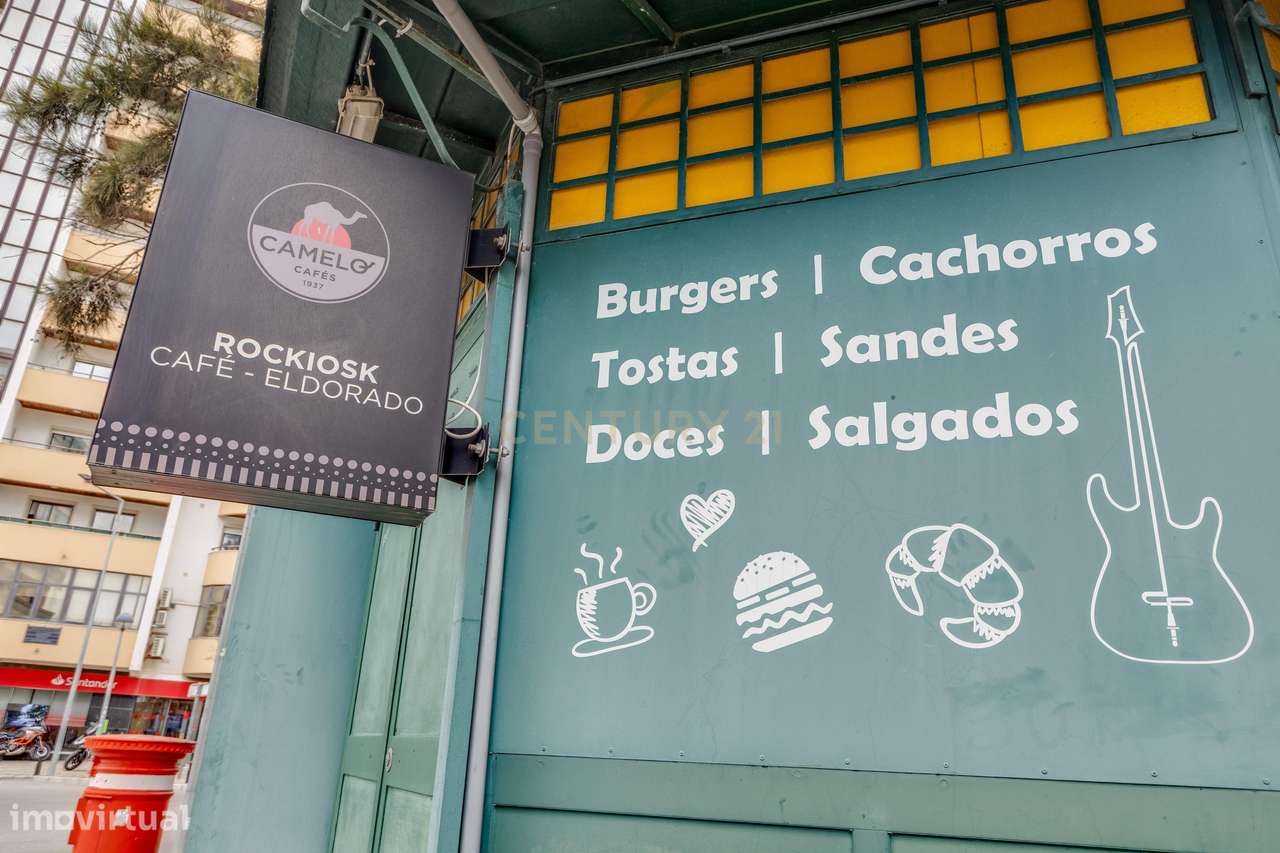 CAMELO
CAFÉS
1937
ROCKIOSK
CAFÉ - ELDORADO
Burgers | Cachorros
Tostas | Sandes
Doces | Salgados
CENTURY 21
Santander
imovirtual